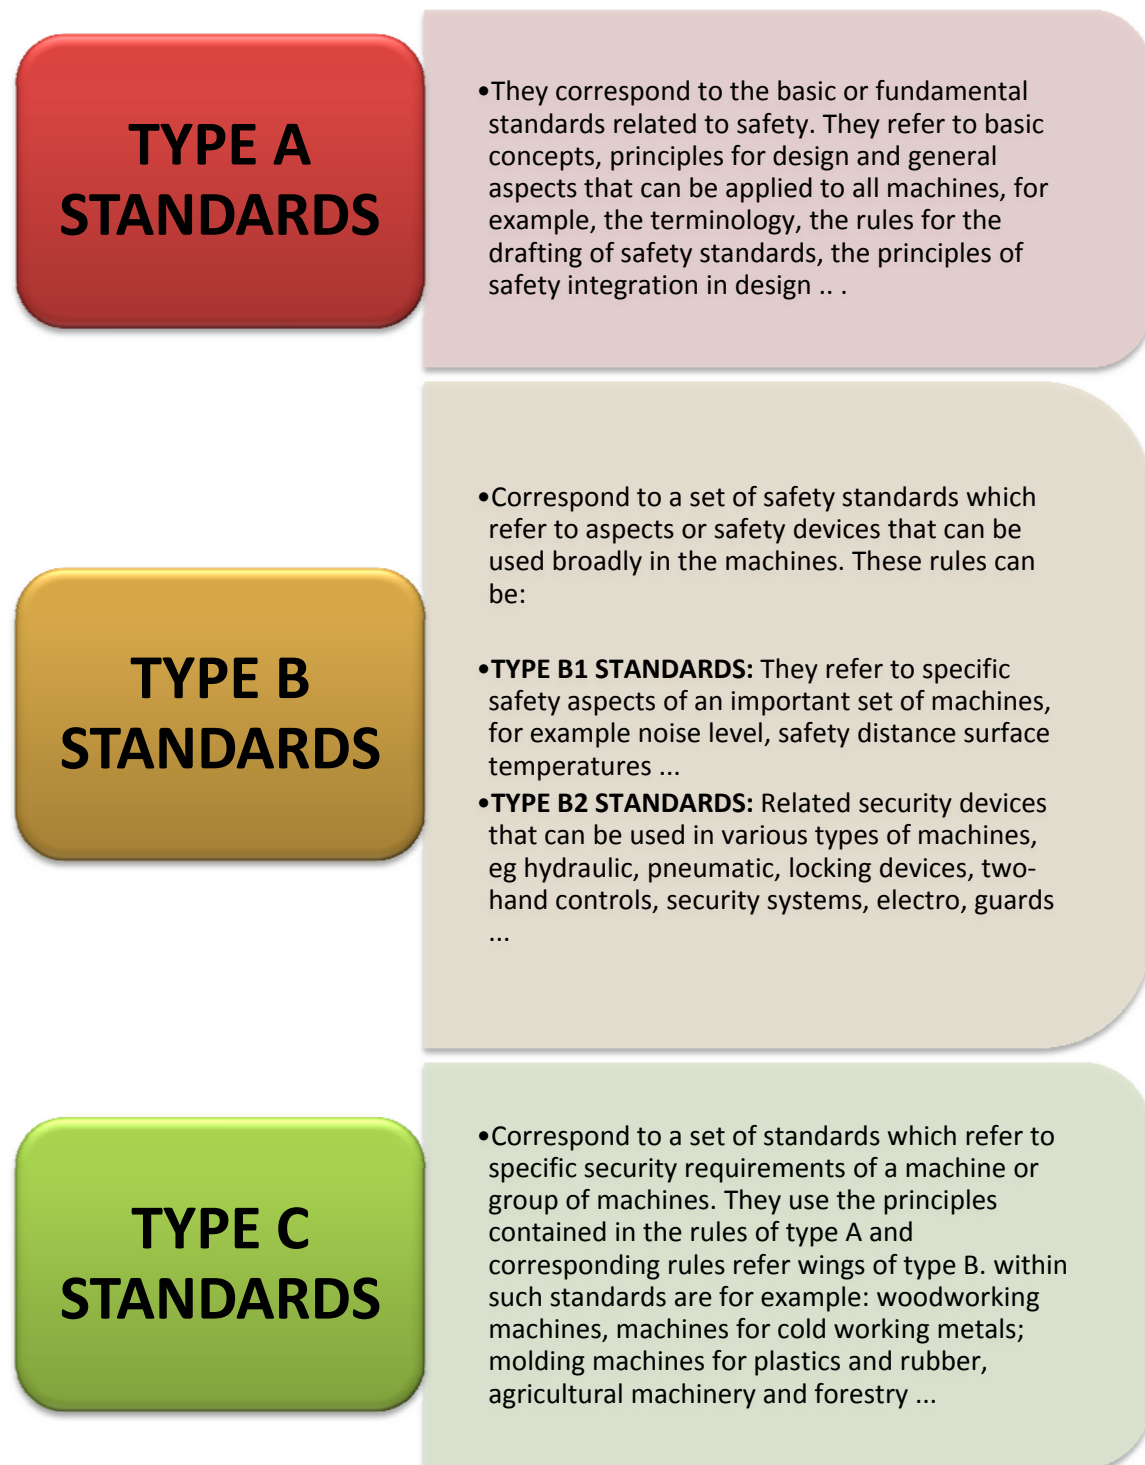 TYPE A
STANDARDS
•They correspond to the basic or fundamental
standards related to safety. They refer to basic
concepts, principles for design and general
aspects that can be applied to all machines, for
example, the terminology, the rules for the
drafting of safety standards, the principles of
safety integration in design .. .
TYPE B
STANDARDS
•Correspond to a set of safety standards which
refer to aspects or safety devices that can be
used broadly in the machines. These rules can
be:
•TYPE B1 STANDARDS: They refer to specific
safety aspects of an important set of machines,
for example noise level, safety distance surface
temperatures ...
•TYPE B2 STANDARDS: Related security devices
that can be used in various types of machines,
eg hydraulic, pneumatic, locking devices, two-
hand controls, security systems, electro, guards
...
TYPE C
STANDARDS
•Correspond to a set of standards which refer to
specific security requirements of a machine or
group of machines. They use the principles
contained in the rules of type A and
corresponding rules refer wings of type B. within
such standards are for example: woodworking
machines, machines for cold working metals;
molding machines for plastics and rubber,
agricultural machinery and forestry ...